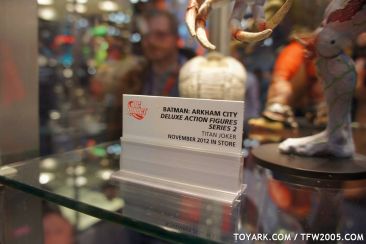 BATMAN: ARKHAM CITY
DELUXE ACTION FIGURES
SERIES 2
TITAN JOKER
NOVEMBER 2012 IN STORE
TOYARK.COM / TFW2005.COM